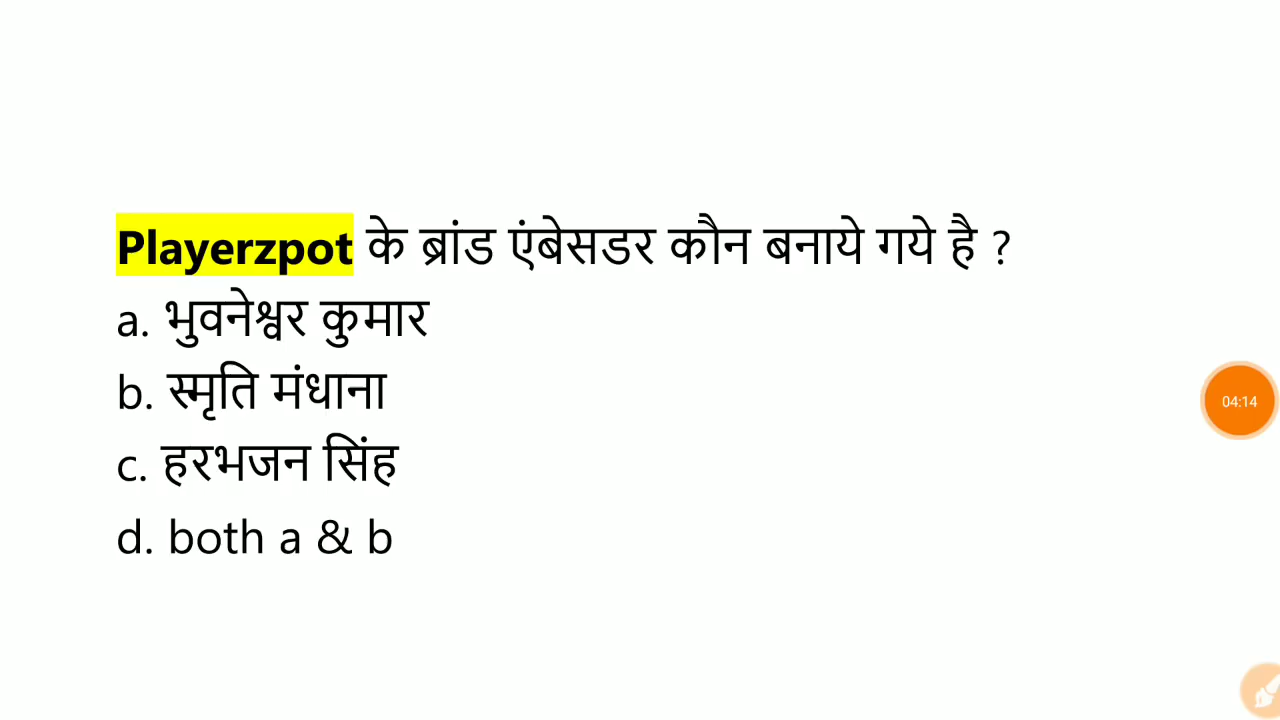 Playerzpot के ब्रांड एंबेसडर कौन बनाये गये है ?
a. भुवनेश्वर कुमार
b. स्मृति मंधाना
c. हरभजन सिंह
d. both a & b
04:14